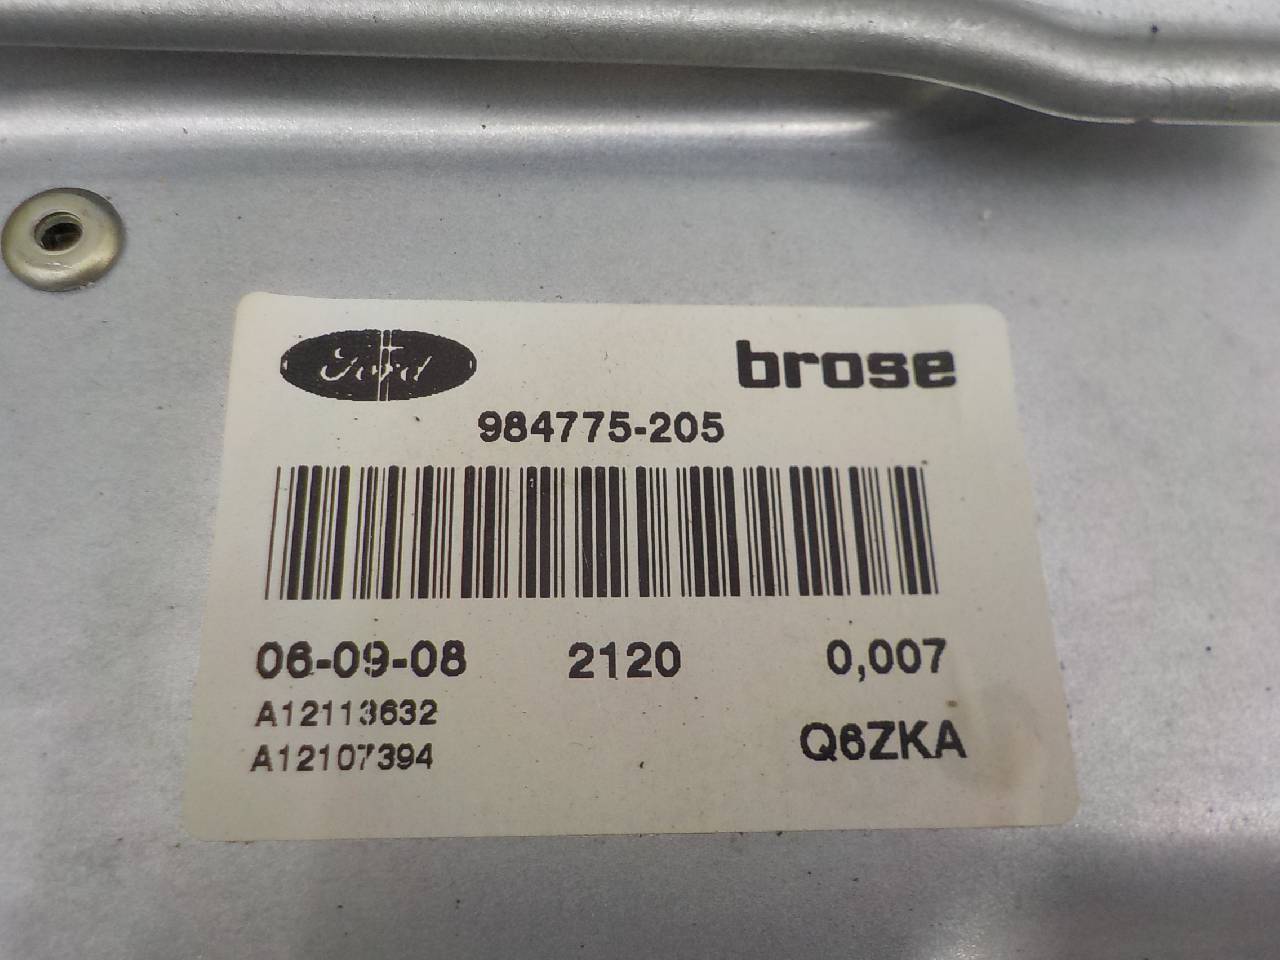 Ford brose
984775-205
06-09-08 2120 0,007
A12113632
A12107394 Q6ZKA